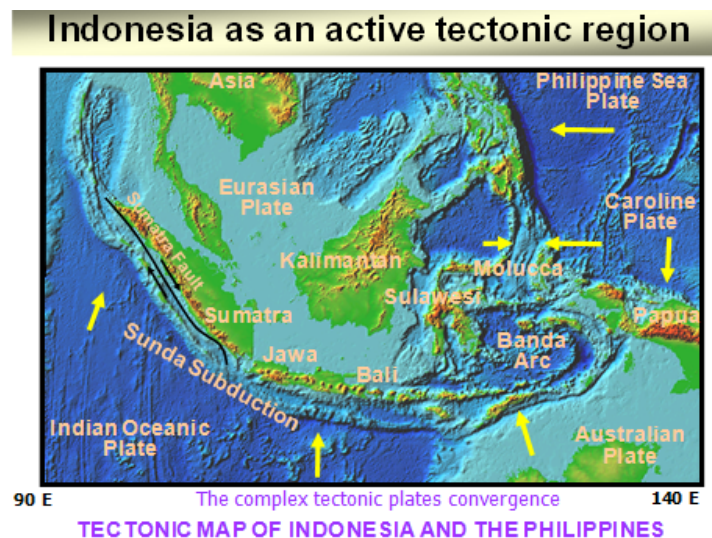 Indonesia as an active tectonic region
Asia
Philippine Sea
Plate
Eurasian
Plate
Caroline
Plate
Sumatra Fault
Kalimantan
Molucca
Sulawesi
Sumatra
Papua
Banda
Arc
Jawa
Bali
Sunda Subduction
Indian Oceanic
Plate
Australian
Plate
90 E
The complex tectonic plates convergence
140 E
TECTONIC MAP OF INDONESIA AND THE PHILIPPINES